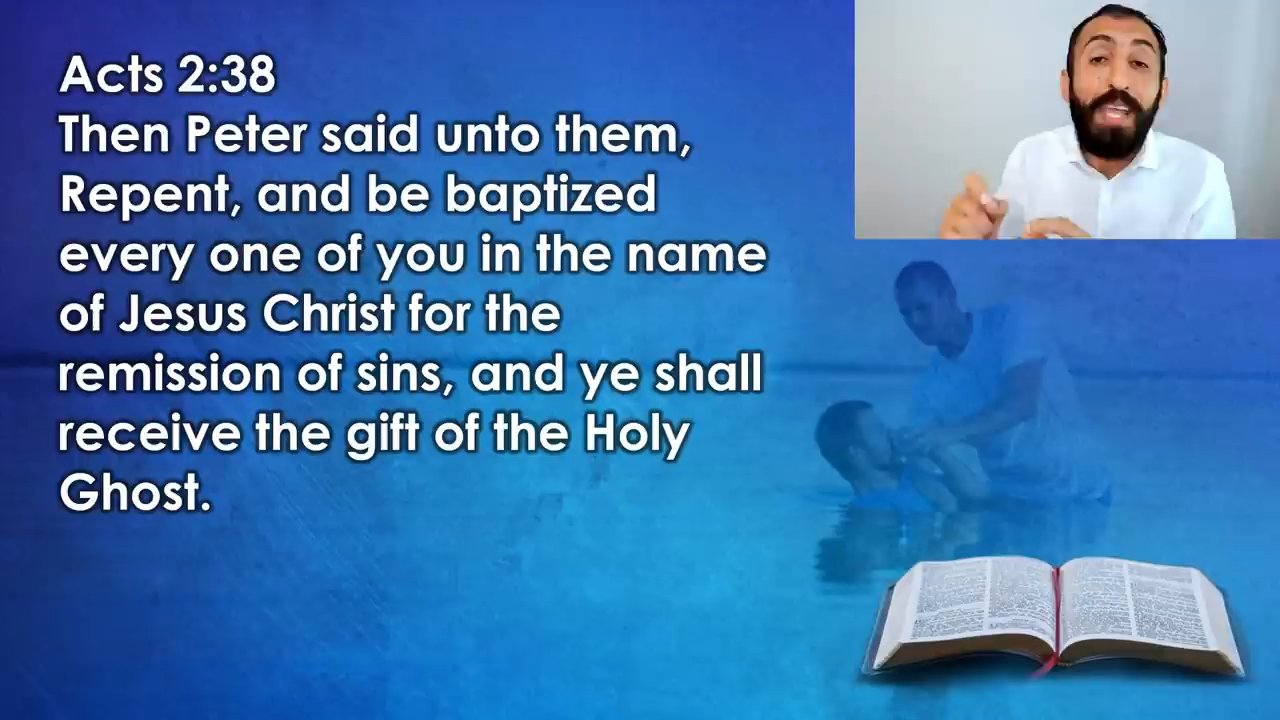 Acts 2:38
Then Peter said unto them,
Repent, and be baptized
every one of you in the name
of Jesus Christ for the
remission of sins, and ye shall
receive the gift of the Holy
Ghost.